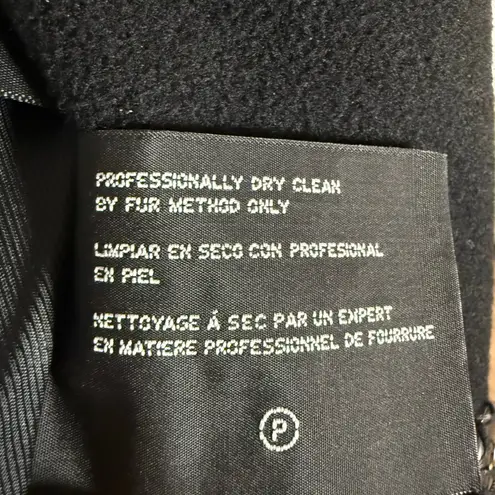 PROFESSIONALLY DRY CLEAN
BY FUR METHOD ONLY
LIMPIAR EN SECO CON PROFESIONAL
EN PIEL
NETTOYAGE Á SEC PAR UN EXPERT
EN MATIERE PROFESSIONNEL DE FOURRURE
P